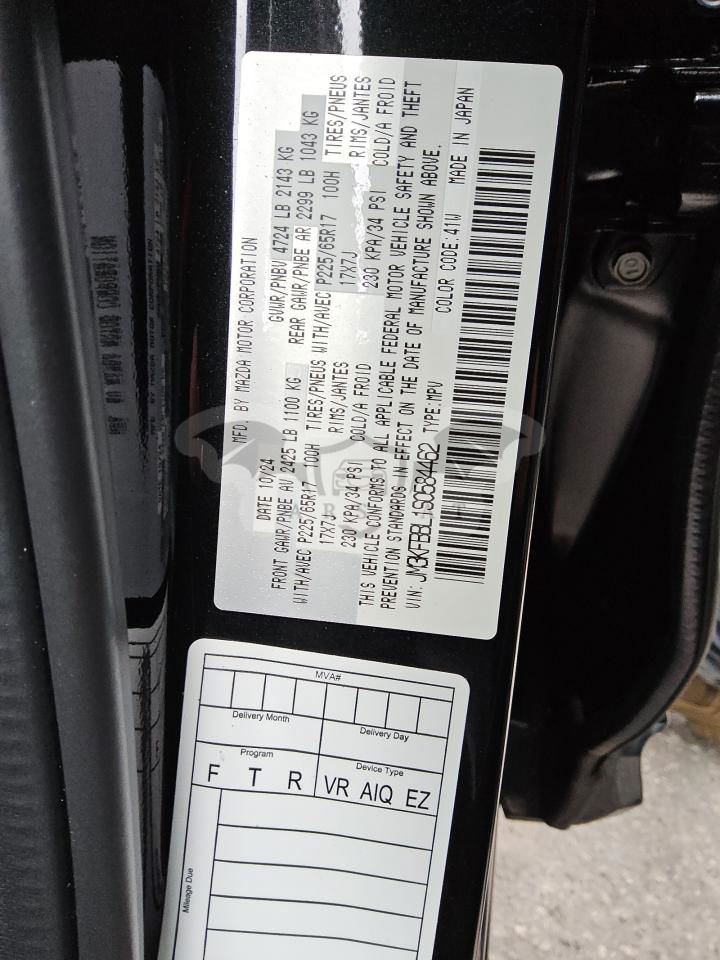 MFD. BY MAZDA MOTOR CORPORATION
DATE 10/24 GVWR/PNBV 4724 LB 2143 KG
FRONT GAWR/PNBE AV 2425 LB 1100 KG REAR GAWR/PNBE AR 2299 LB 1043 KG
WITH/AVEC P225/65R17 100H TIRES/PNEUS WITH/AVEC P225/65R17 100H TIRES/PNEUS
17X7J RIMS/JANTES 17X7J RIMS/JANTES
230 KPA/34 PSI COLD/A FROID 230 KPA/34 PSI COLD/A FROID
THIS VEHICLE CONFORMS TO ALL APPLICABLE FEDERAL MOTOR VEHICLE SAFETY AND THEFT
PREVENTION STANDARDS IN EFFECT ON THE DATE OF MANUFACTURE SHOWN ABOVE.
VIN: JM3KFBBL1S0584462 TYPE:MPV COLOR CODE:41W MADE IN JAPAN
MVA#
Delivery Month Delivery Day
Program Device Type
F T R VR AIQ EZ
Mileage Due
10